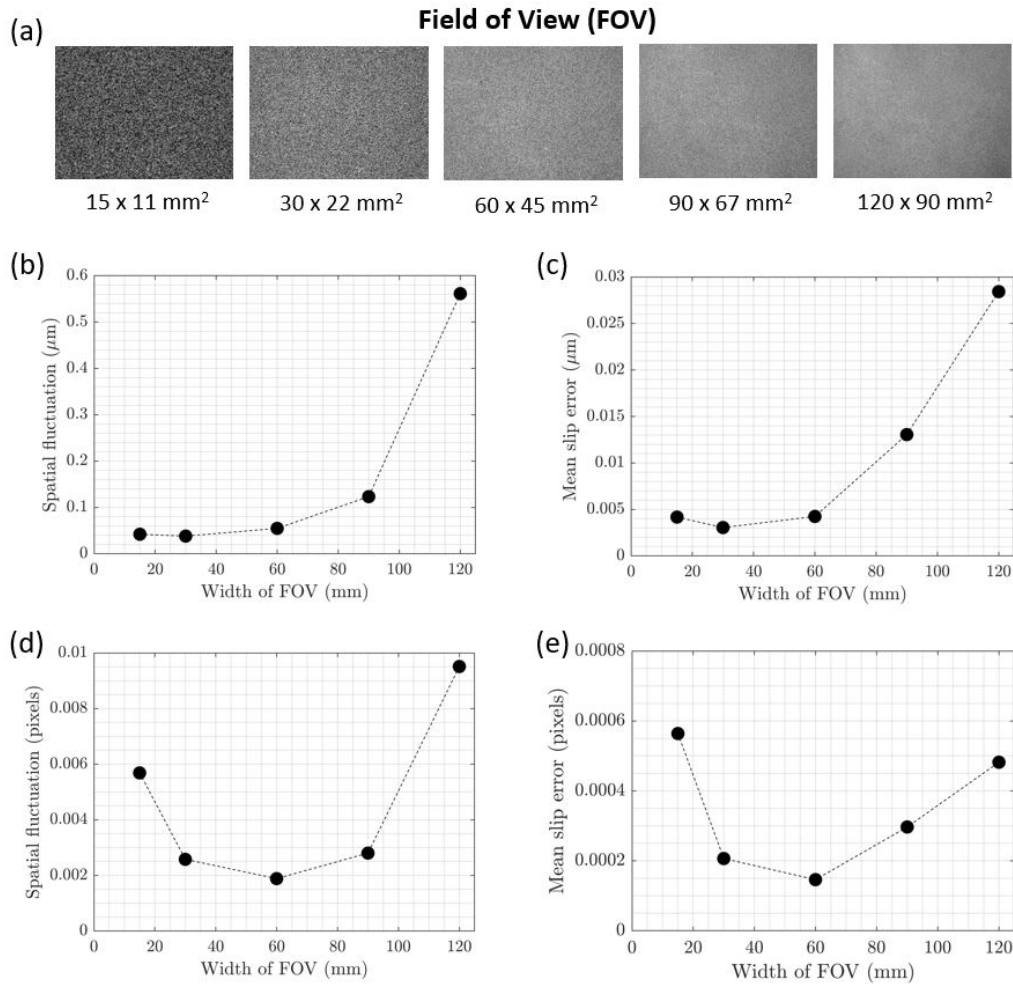 Field of View (FOV)
(a)
15 x 11 mm²
30 x 22 mm²
60 x 45 mm²
90 x 67 mm²
120 x 90 mm²
(b)
0.6
0.5
0.4
0.3
0.2
0.1
0
Spatial fluctuation (μm)
0 20 40 60 80 100 120
Width of FOV (mm)
(c)
0.03
0.025
0.02
0.015
0.01
0.005
0
Mean slip error (μm)
0 20 40 60 80 100 120
Width of FOV (mm)
(d)
0.01
0.008
0.006
0.004
0.002
0
Spatial fluctuation (pixels)
0 20 40 60 80 100 120
Width of FOV (mm)
(e)
0.0008
0.0006
0.0004
0.0002
0
Mean slip error (pixels)
0 20 40 60 80 100 120
Width of FOV (mm)